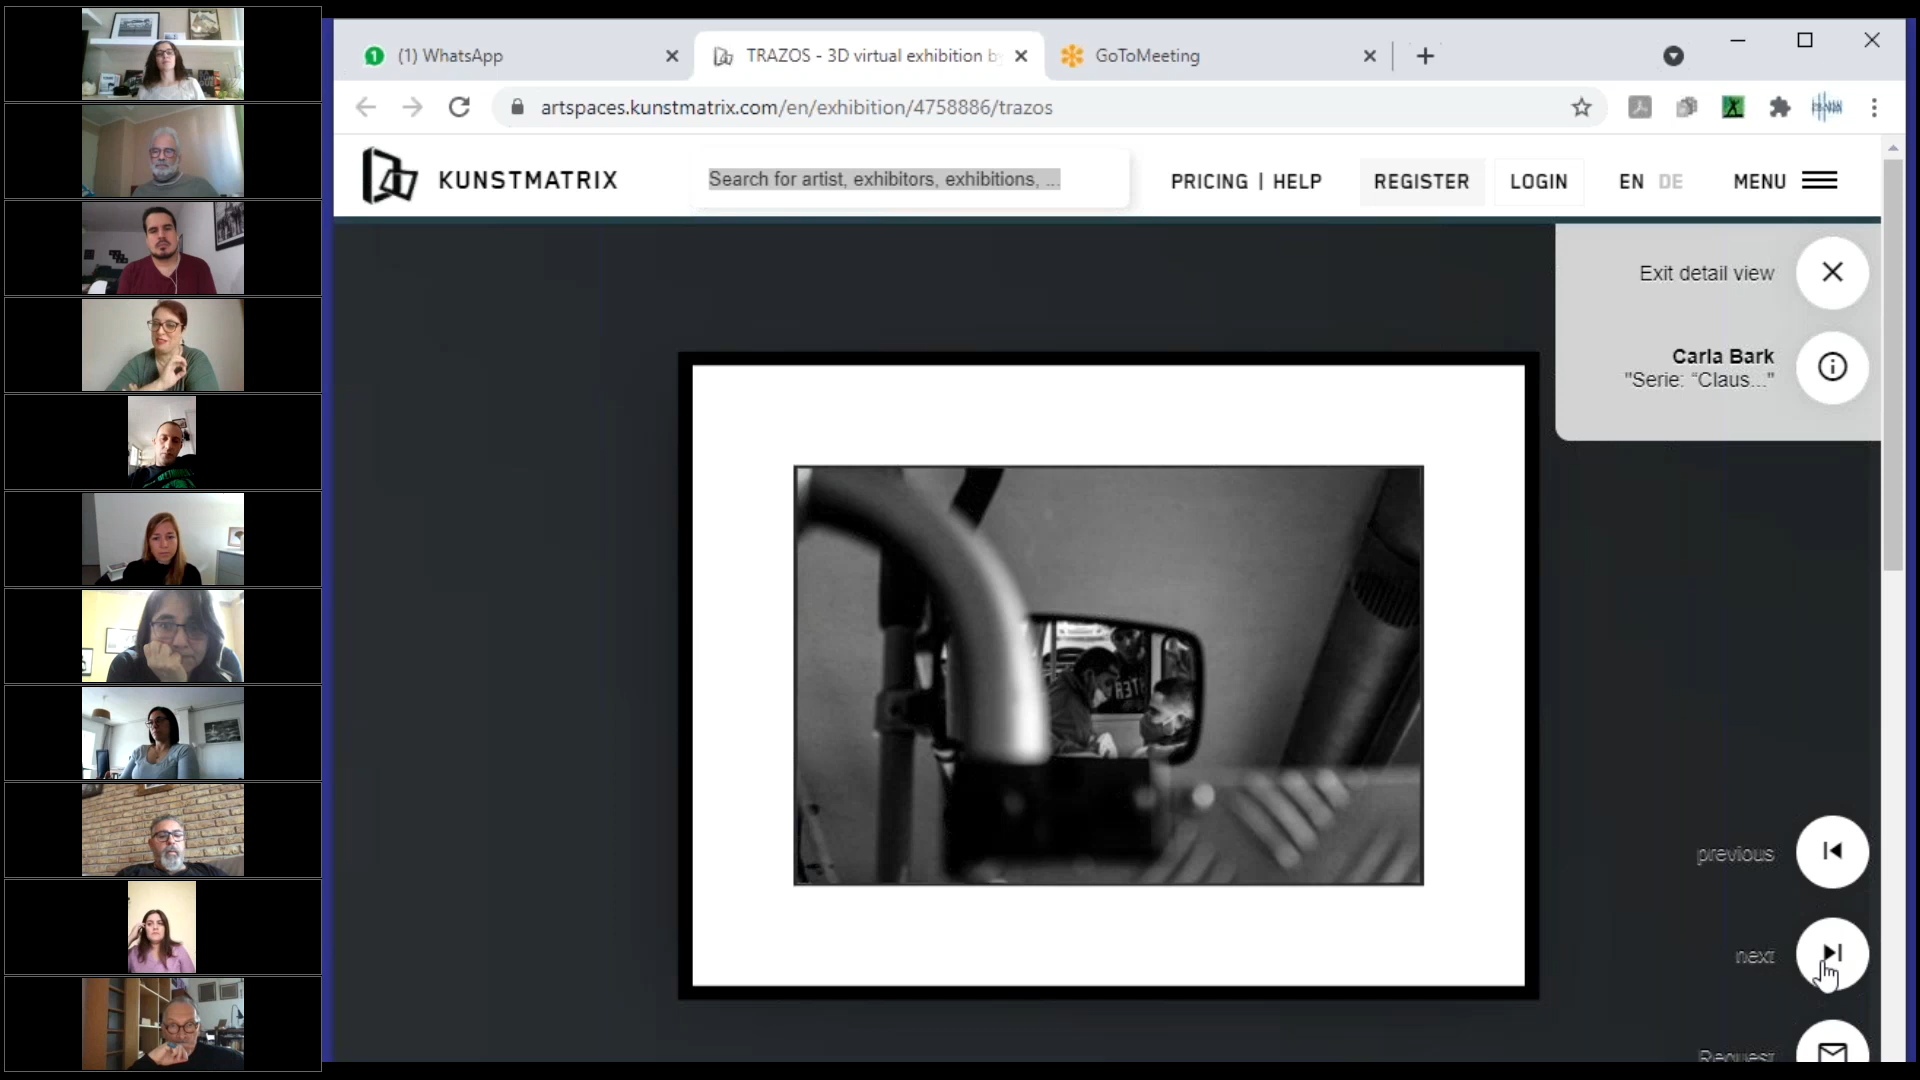 (1) WhatsApp
TRAZOS - 3D virtual exhibition b
GoToMeeting
artspaces.kunstmatrix.com/en/exhibition/4758886/trazos
KUNSTMATRIX
Search for artist, exhibitors, exhibitions, ...
PRICING | HELP
REGISTER
LOGIN
EN DE
MENU
Exit detail view
Carla Bark
"Serie: “Claus..."
previous
next
Request